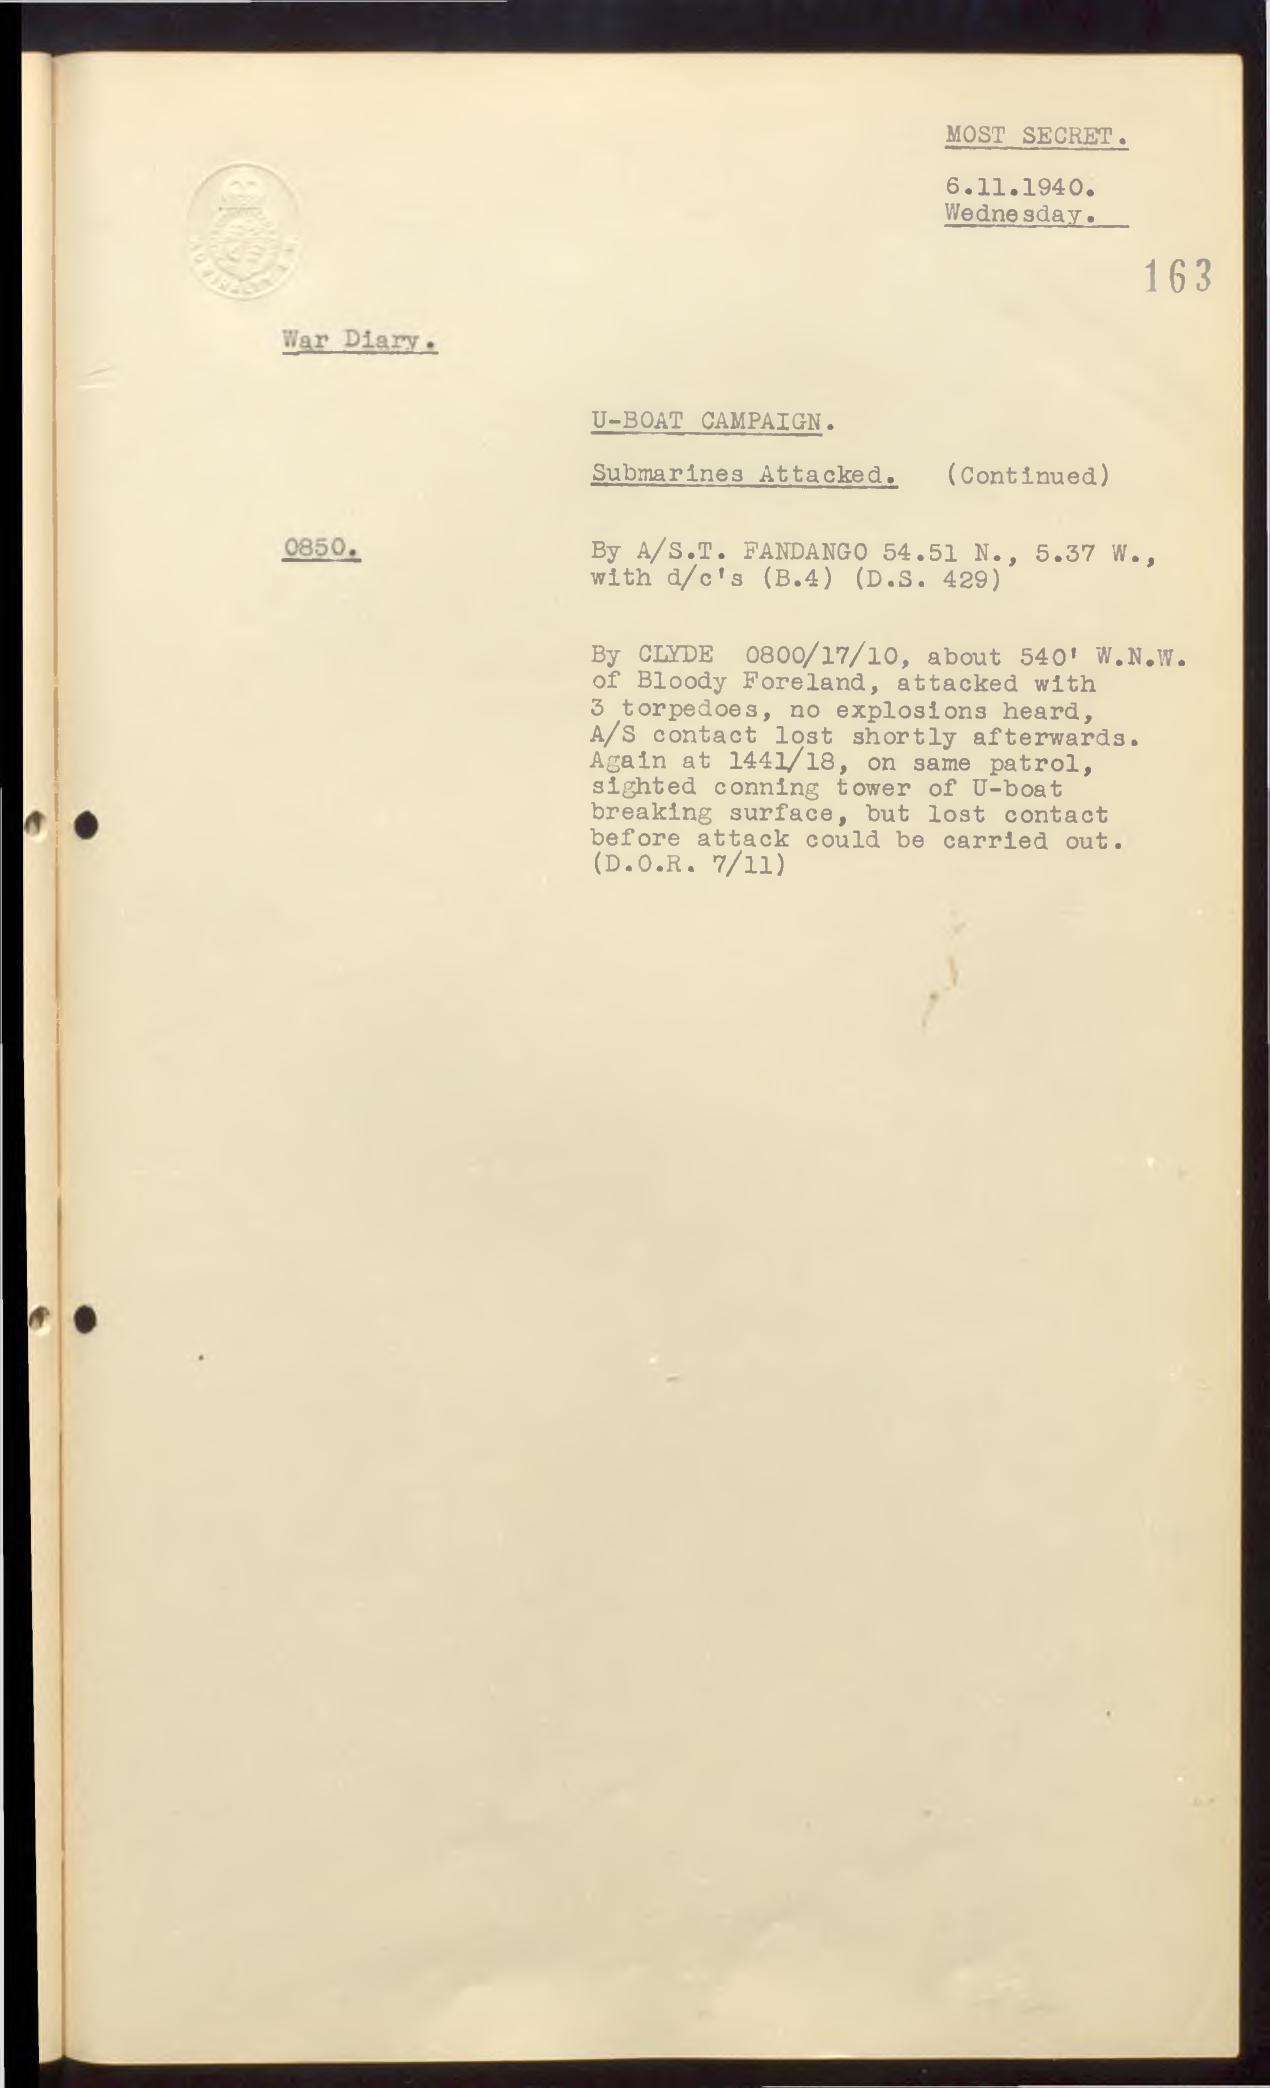 MOST SECRET.
6.11.1940.
Wednesday.
163
War Diary.
U-BOAT CAMPAIGN.
Submarines Attacked. (Continued)
0850.
By A/S.T. FANDANGO 54.51 N., 5.37 W.,
with d/c's (B.4) (D.S. 429)
By CLYDE 0800/17/10, about 540' W.N.W.
of Bloody Foreland, attacked with
3 torpedoes, no explosions heard,
A/S contact lost shortly afterwards.
Again at 1441/18, on same patrol,
sighted conning tower of U-boat
breaking surface, but lost contact
before attack could be carried out.
(D.O.R. 7/11)